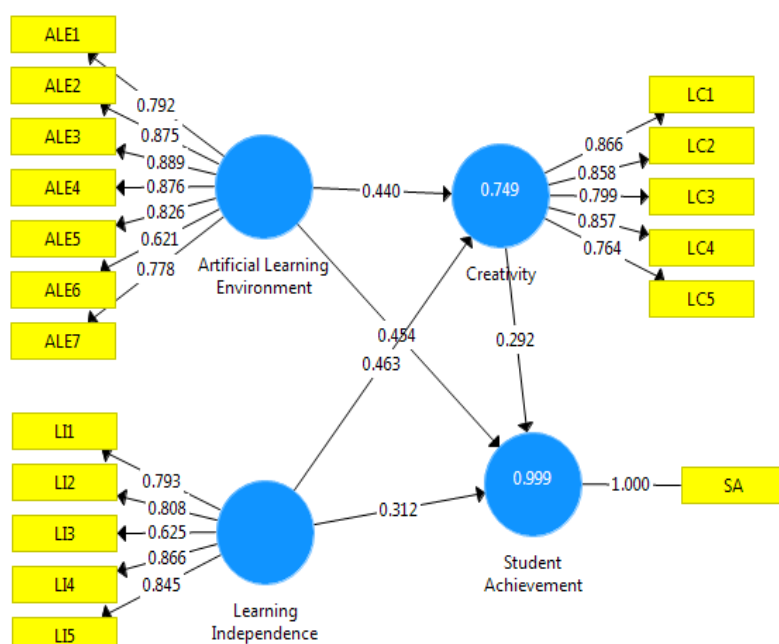 ALE1
ALE2
ALE3
ALE4
ALE5
ALE6
ALE7
0.792
0.875
0.889
0.876
0.826
0.621
0.778
Artificial Learning
Environment
0.440
0.749
Creativity
0.866
0.858
0.799
0.857
0.764
LC1
LC2
LC3
LC4
LC5
0.454
0.463
0.292
LI1
LI2
LI3
LI4
LI5
0.793
0.808
0.625
0.866
0.845
Learning
Independence
0.312
0.999
Student
Achievement
1.000
SA